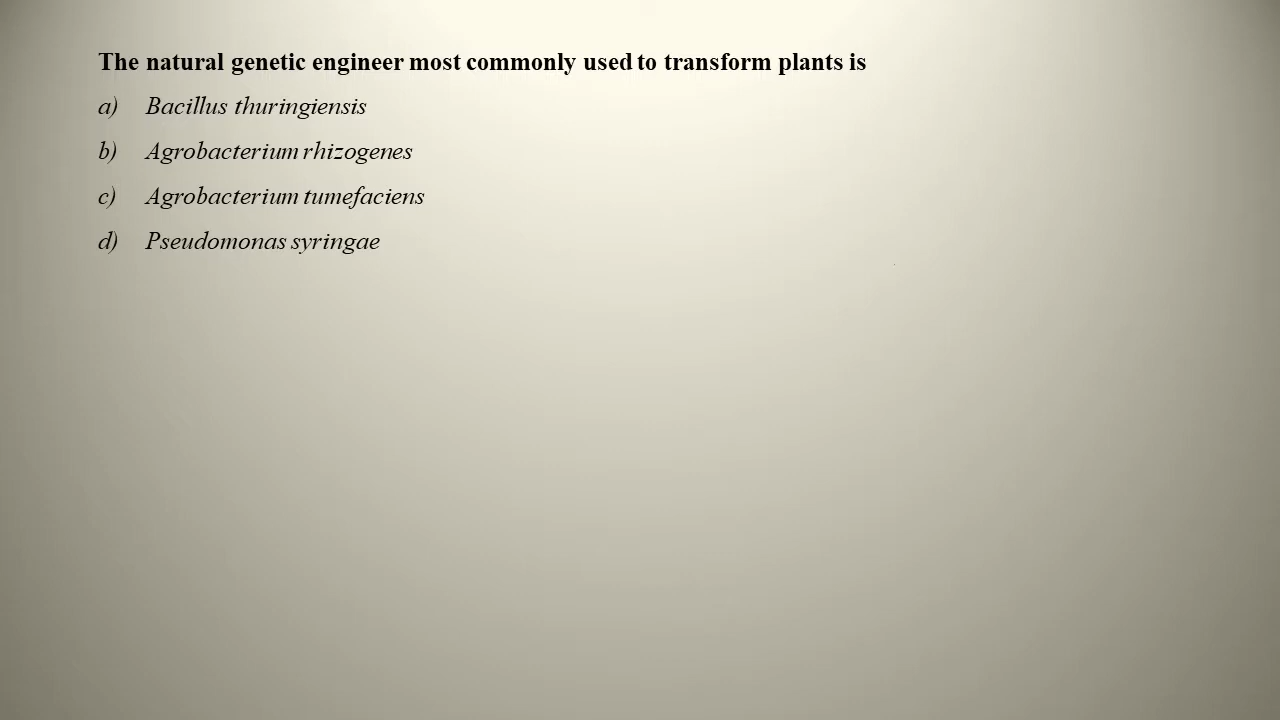 The natural genetic engineer most commonly used to transform plants is
a) Bacillus thuringiensis
b) Agrobacterium rhizogenes
c) Agrobacterium tumefaciens
d) Pseudomonas syringae